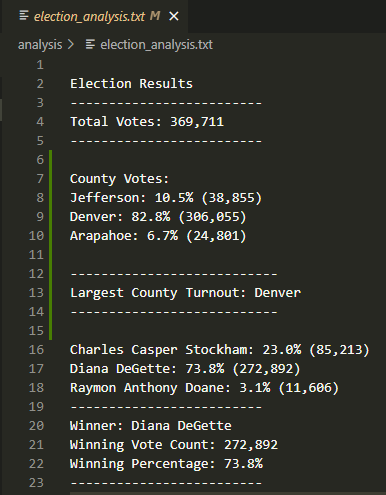 election_analysis.txt M ×
analysis > election_analysis.txt
1
2 Election Results
3 -------------------------
4 Total Votes: 369,711
5 -------------------------
6
7 County Votes:
8 Jefferson: 10.5% (38,855)
9 Denver: 82.8% (306,055)
10 Arapahoe: 6.7% (24,801)
11
12 ---------------------------
13 Largest County Turnout: Denver
14 ---------------------------
15
16 Charles Casper Stockham: 23.0% (85,213)
17 Diana DeGette: 73.8% (272,892)
18 Raymon Anthony Doane: 3.1% (11,606)
19 -------------------------
20 Winner: Diana DeGette
21 Winning Vote Count: 272,892
22 Winning Percentage: 73.8%
23 -------------------------